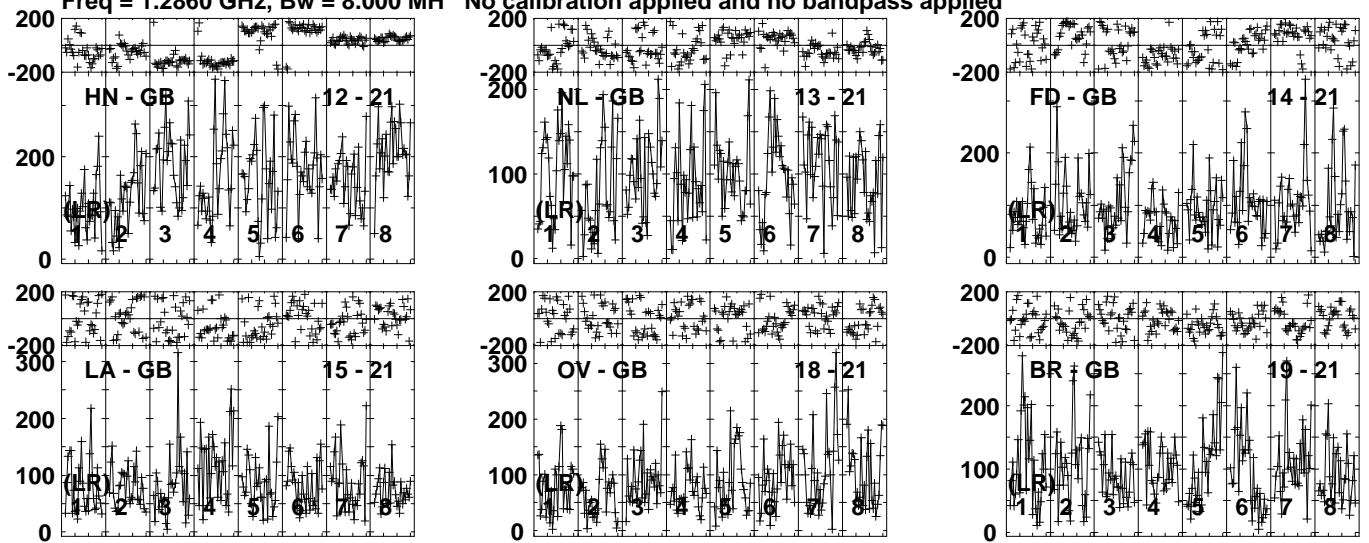 Freq = 1.2860 GHz, Bw = 8.000 MH No calibration applied and no bandpass applied
200
-200
HN - GB 12 - 21
200
(LR)
1 2 3 4 5 6 7 8
0
200
-200
200
NL - GB 13 - 21
100
(LR)
1 2 3 4 5 6 7 8
0
200
-200
FD - GB 14 - 21
200
(LR)
1 2 3 4 5 6 7 8
0
200
-200
300
LA - GB 15 - 21
200
100
(LR)
1 2 3 4 5 6 7 8
0
200
-200
300
OV - GB 18 - 21
200
100
(LR)
1 2 3 4 5 6 7 8
0
200
-200
BR - GB 19 - 21
200
100
(LR)
1 2 3 4 5 6 7 8
0